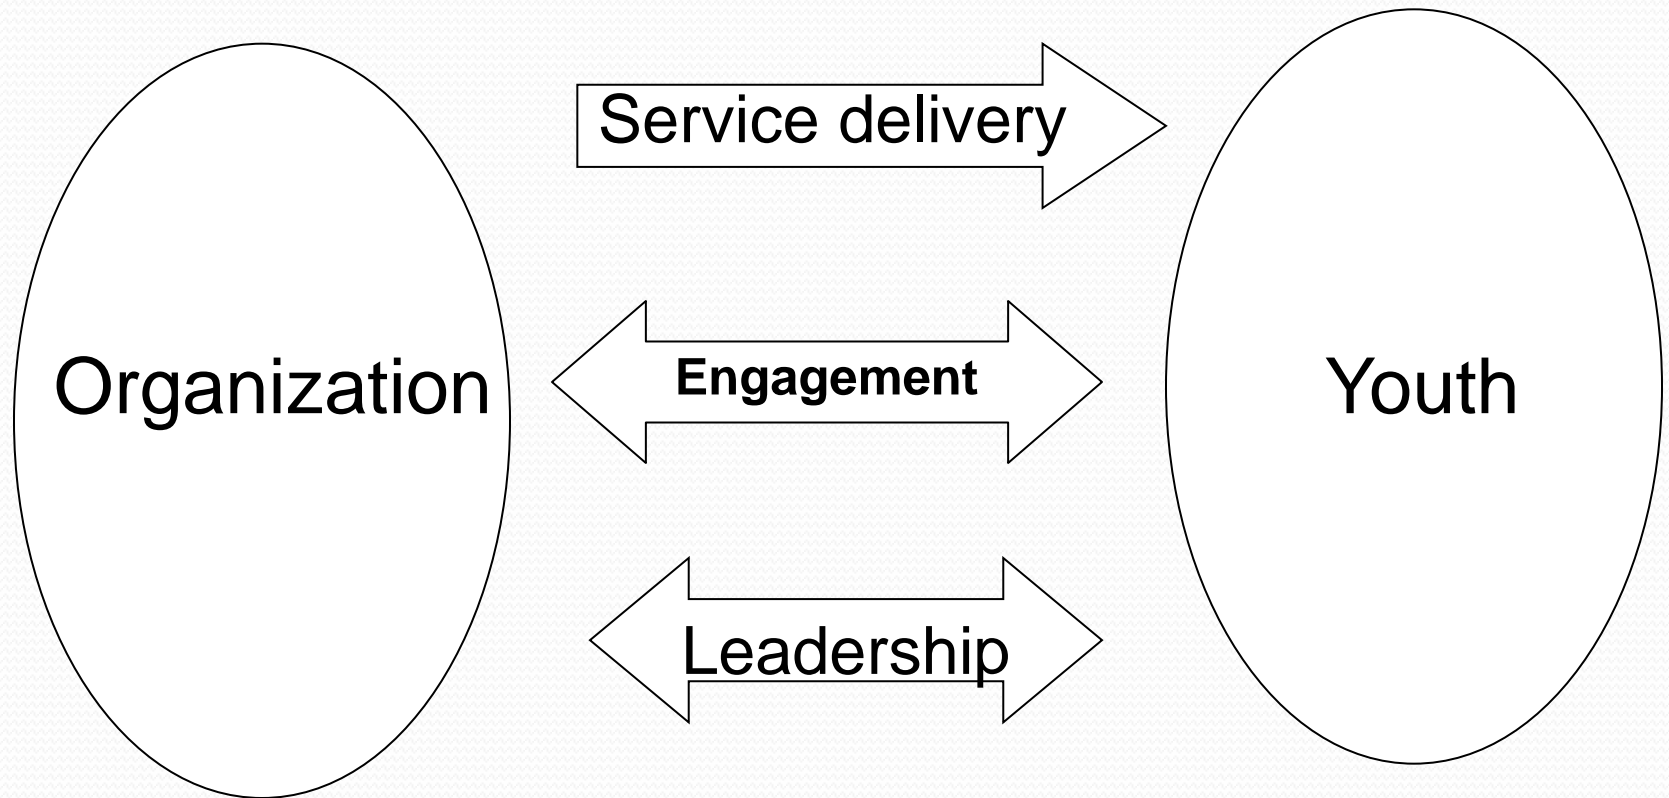 Service delivery
Organization
Engagement
Youth
Leadership